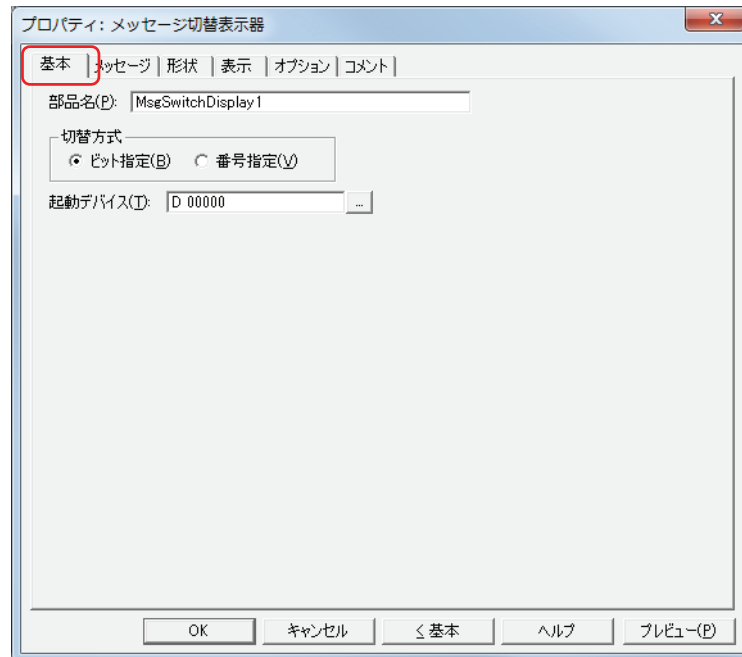 プロパティ: メッセージ切替表示器
基本 メッセージ 形状 表示 オプション コメント
部品名(P): MsgSwitchDisplay1
切替方式
ビット指定(B) 番号指定(V)
起動デバイス(T): D 00000 ...
OK キャンセル < 基本 ヘルプ プレビュー(P)